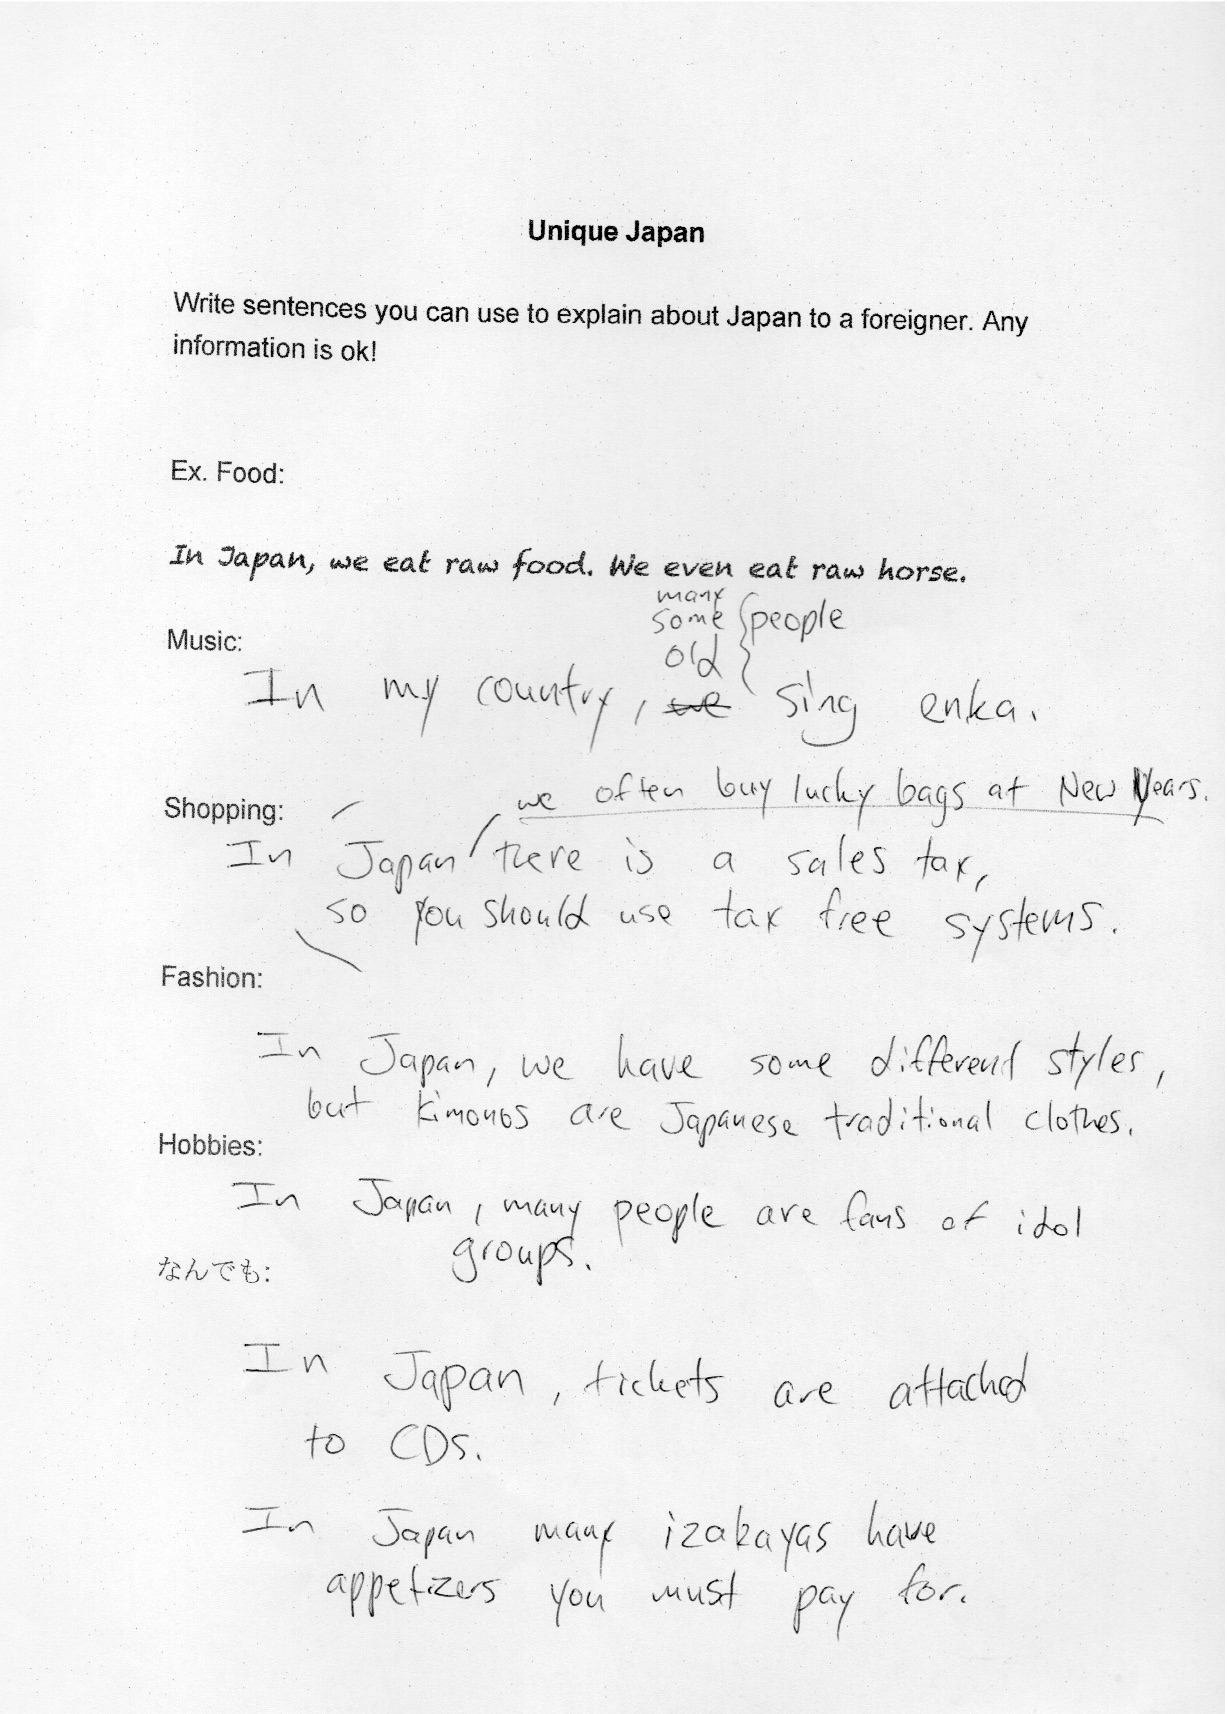 Unique Japan
Write sentences you can use to explain about Japan to a foreigner. Any
information is ok!
Ex. Food:
In Japan, we eat raw food. We even eat raw horse.
many
some people
old
Music:
In my country, we sing enka.
we often buy lucky bags at New Years.
Shopping:
In Japan there is a sales tax,
so you should use tax free systems.
Fashion:
In Japan, we have some different styles,
but kimonos are Japanese traditional clothes.
Hobbies:
In Japan, many people are fans of idol
groups.
なんでも:
In Japan, tickets are attached
to CDs.
In Japan many izakayas have
appetizers you must pay for.